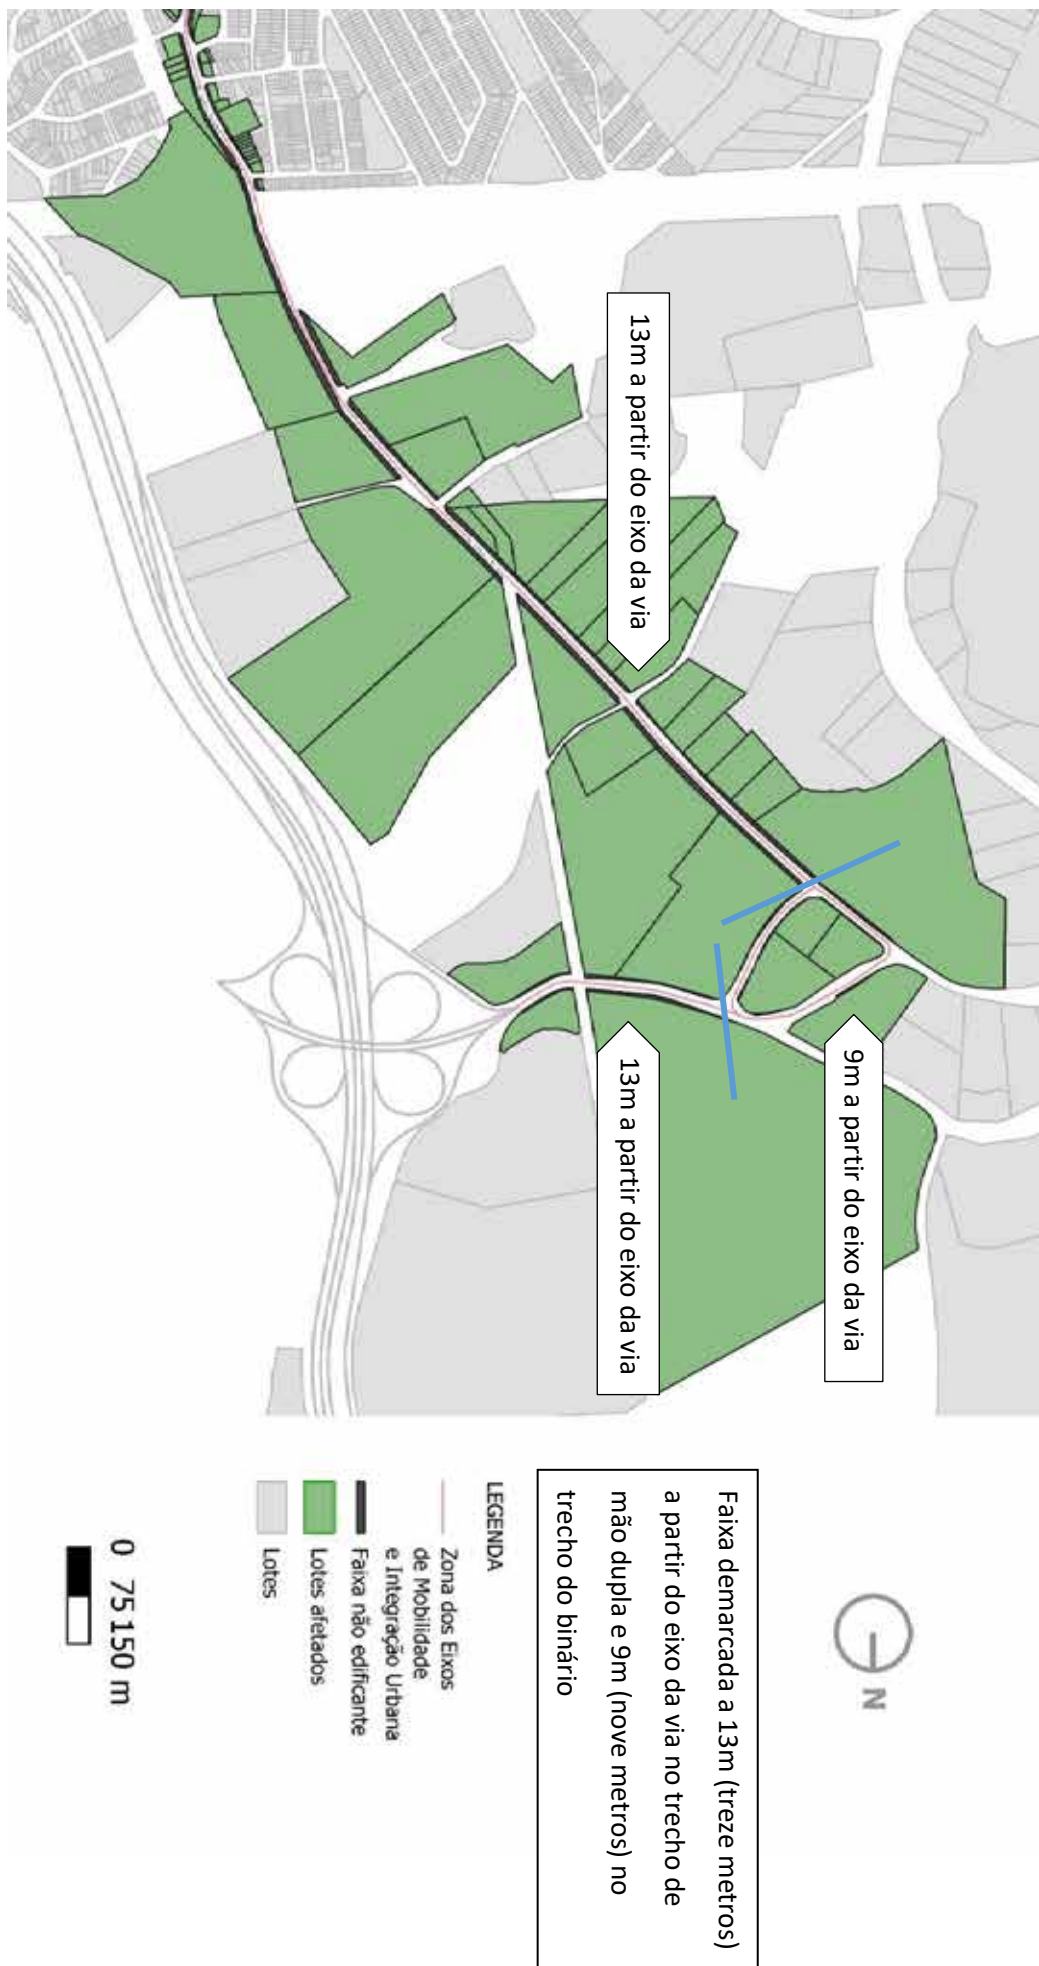 13m a partir do eixo da via
9m a partir do eixo da via
13m a partir do eixo da via
N
Faixa demarcada a 13m (treze metros)
a partir do eixo da via no trecho de
mão dupla e 9m (nove metros) no
trecho do binário
LEGENDA
Zona dos Eixos
de Mobilidade
e Integração Urbana
Faixa não edificante
Lotes afetados
Lotes
0 75 150 m